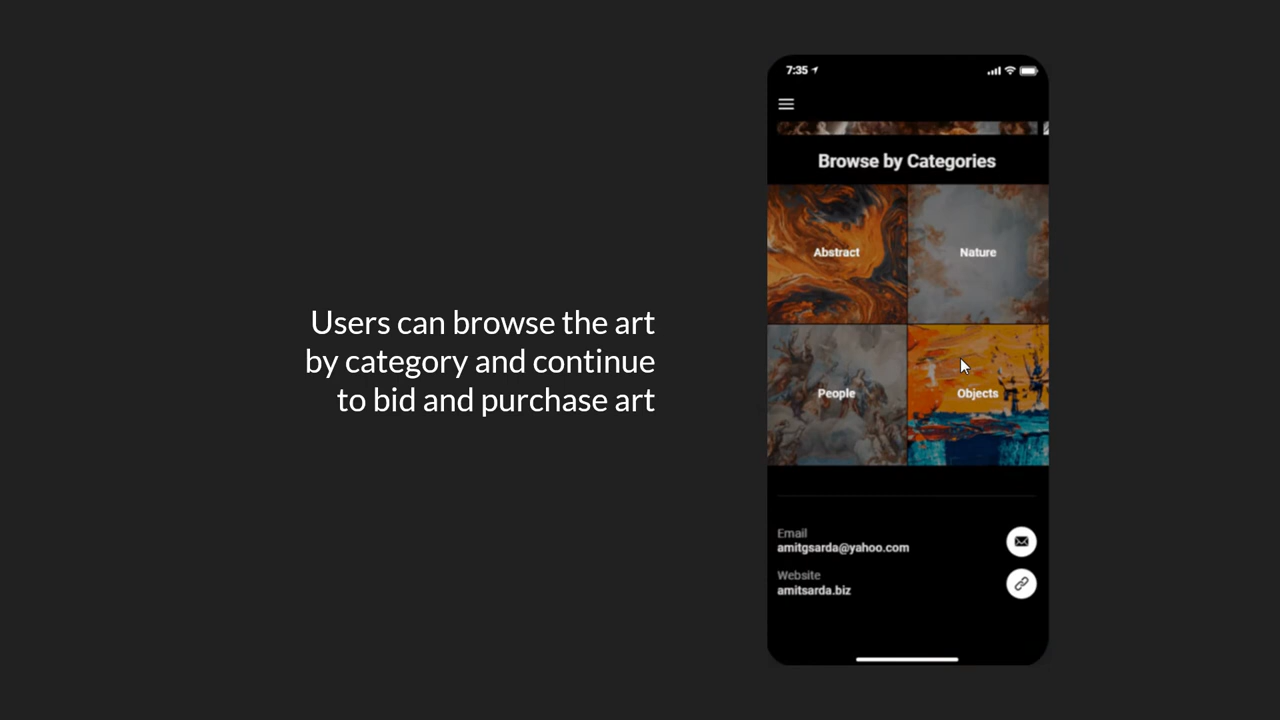 Users can browse the art
by category and continue
to bid and purchase art
7:35
Browse by Categories
Abstract
Nature
People
Objects
Email
amitgsarda@yahoo.com
Website
amitsarda.biz